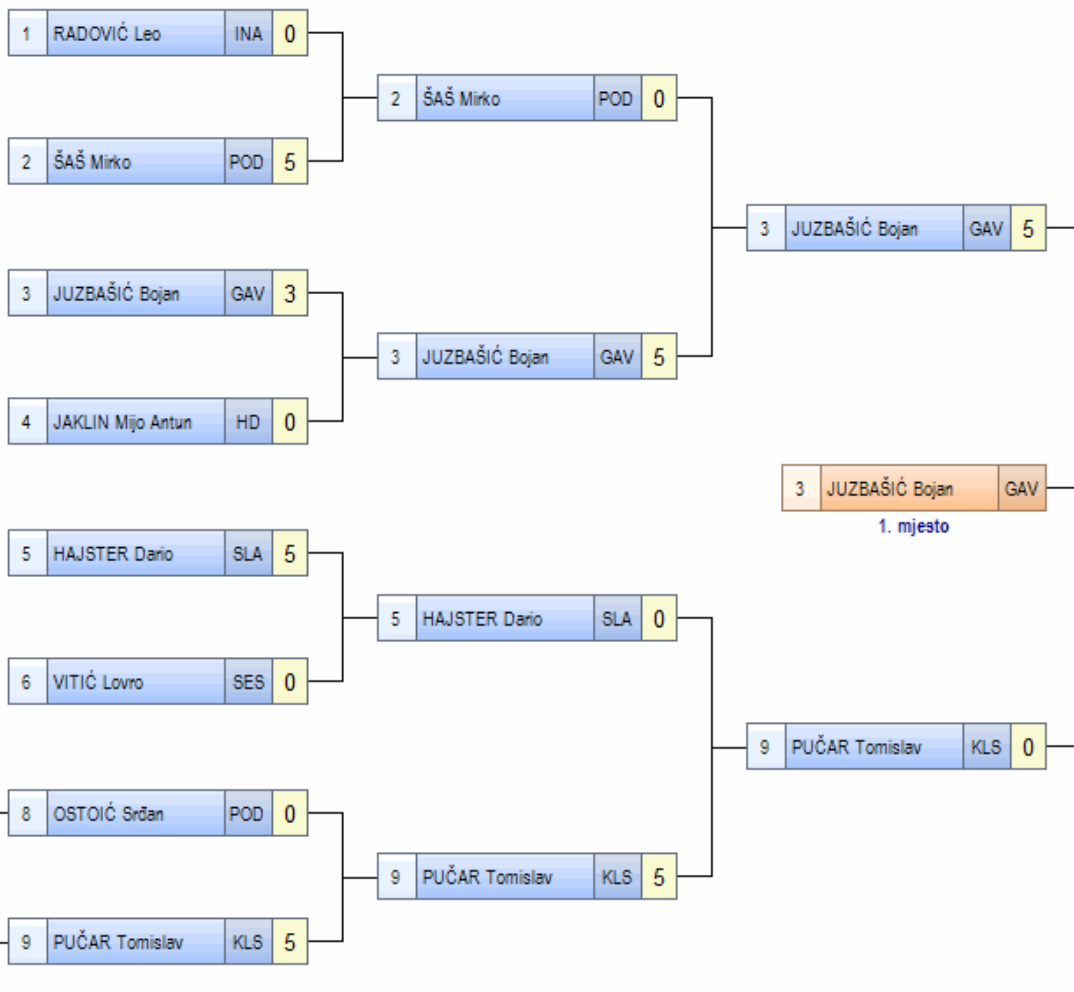 1 RADOVIĆ Leo INA 0
2 ŠAŠ Mirko POD 0
2 ŠAŠ Mirko POD 5
3 JUZBAŠIĆ Bojan GAV 5
3 JUZBAŠIĆ Bojan GAV 3
3 JUZBAŠIĆ Bojan GAV 5
4 JAKLIN Mijo Antun HD 0
3 JUZBAŠIĆ Bojan GAV
1. mjesto
5 HAJSTER Dario SLA 5
5 HAJSTER Dario SLA 0
6 VITIĆ Lovro SES 0
9 PUČAR Tomislav KLS 0
8 OSTOIĆ Srđan POD 0
9 PUČAR Tomislav KLS 5
9 PUČAR Tomislav KLS 5